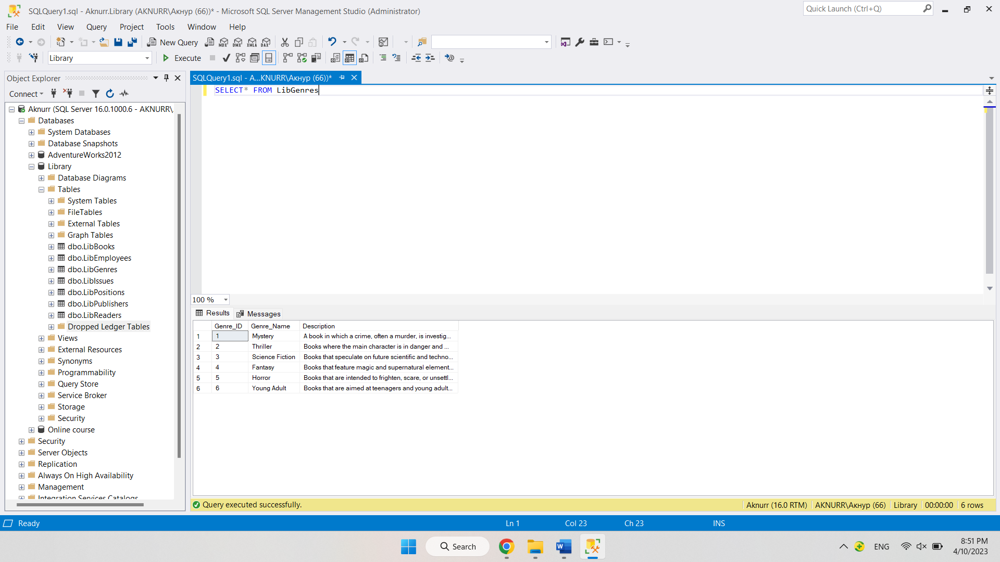 SQLQuery1.sql - Aknurr.Library (AKNURR\Акнур (66))* - Microsoft SQL Server Management Studio (Administrator)
Quick Launch (Ctrl+Q)
File Edit View Query Project Tools Window Help
New Query
MDX DMX XMLA DAX
Library
Execute
Object Explorer
SQLQuery1.sql - A...KNURR\Акнур (66))*
Connect
SELECT* FROM LibGenres
Aknurr (SQL Server 16.0.1000.6 - AKNURR\
Databases
System Databases
Database Snapshots
AdventureWorks2012
Library
Database Diagrams
Tables
System Tables
FileTables
External Tables
Graph Tables
dbo.LibBooks
dbo.LibEmployees
dbo.LibGenres
dbo.LibIssues
dbo.LibPositions
dbo.LibPublishers
dbo.LibReaders
Dropped Ledger Tables
Views
External Resources
Synonyms
Programmability
Query Store
Service Broker
Storage
Security
Online course
Security
Server Objects
Replication
Always On High Availability
Management
Integration Services Catalogs
100 %
Results Messages
Genre_ID Genre_Name Description
1 1 Mystery A book in which a crime, often a murder, is investig...
2 2 Thriller Books where the main character is in danger and ...
3 3 Science Fiction Books that speculate on future scientific and techno...
4 4 Fantasy Books that feature magic and supernatural element...
5 5 Horror Books that are intended to frighten, scare, or unsettl...
6 6 Young Adult Books that are aimed at teenagers and young adult...
Query executed successfully.
Aknurr (16.0 RTM) AKNURR\Акнур (66) Library 00:00:00 6 rows
Ready
Ln 1 Col 23 Ch 23 INS
Search
ENG
8:51 PM
4/10/2023